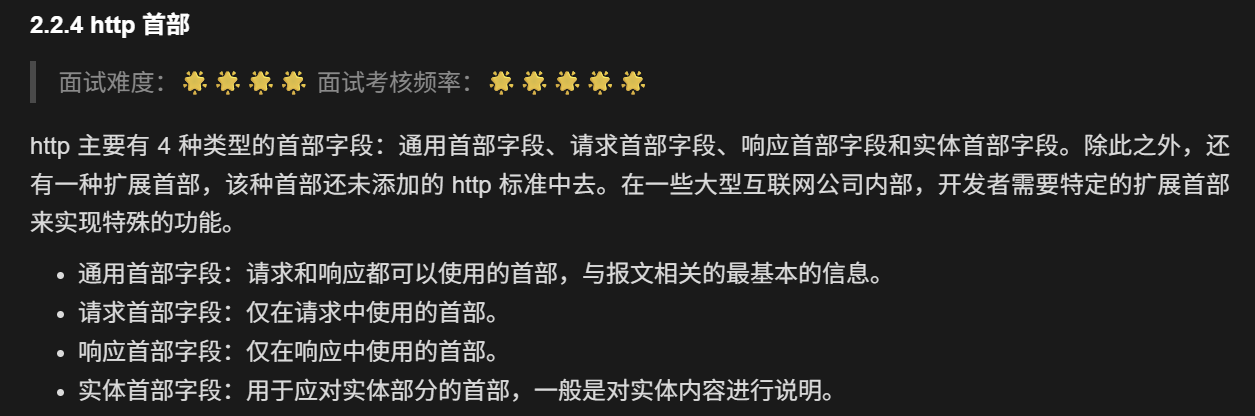 2.2.4 http 首部
面试难度：🌟🌟🌟🌟 面试考核频率：🌟🌟🌟🌟🌟
http 主要有 4 种类型的首部字段：通用首部字段、请求首部字段、响应首部字段和实体首部字段。除此之外，还
有一种扩展首部，该种首部还未添加的 http 标准中去。在一些大型互联网公司内部，开发者需要特定的扩展首部
来实现特殊的功能。
• 通用首部字段：请求和响应都可以使用的首部，与报文相关的最基本的信息。
• 请求首部字段：仅在请求中使用的首部。
• 响应首部字段：仅在响应中使用的首部。
• 实体首部字段：用于应对实体部分的首部，一般是对实体内容进行说明。